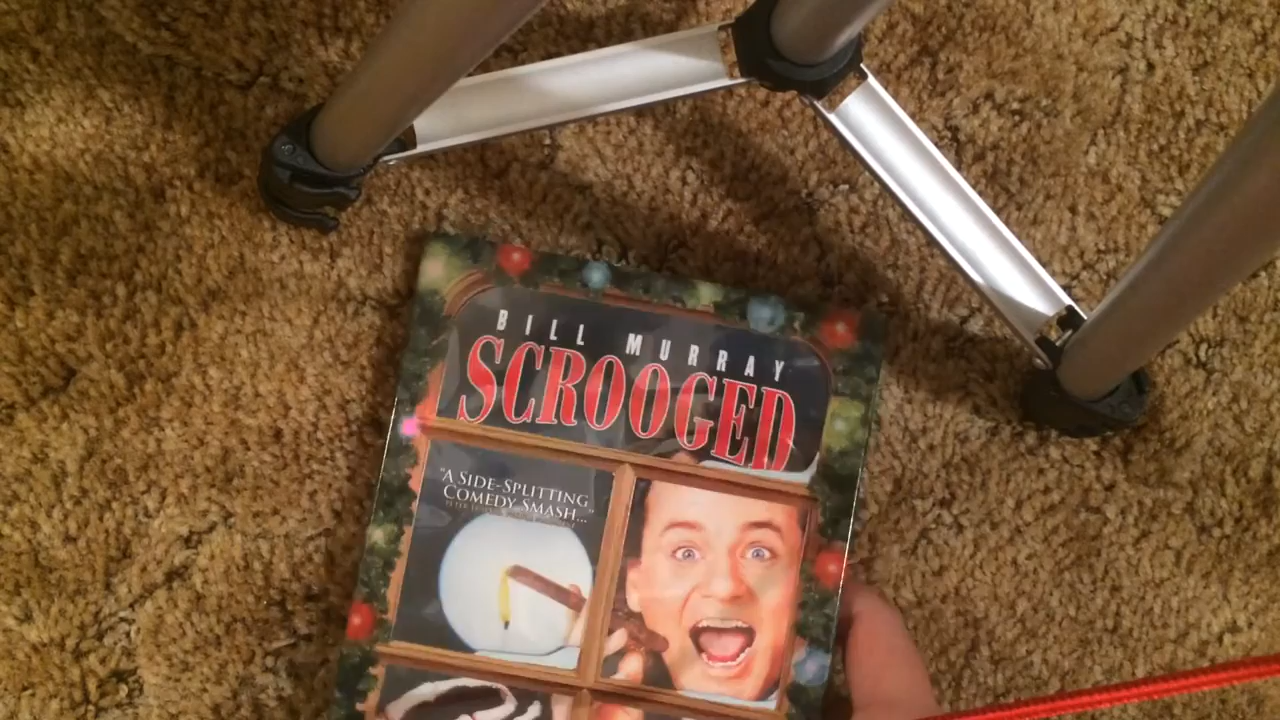 BILL MURRAY
SCROOGED
"A SIDE-SPLITTING
COMEDY SMASH..."